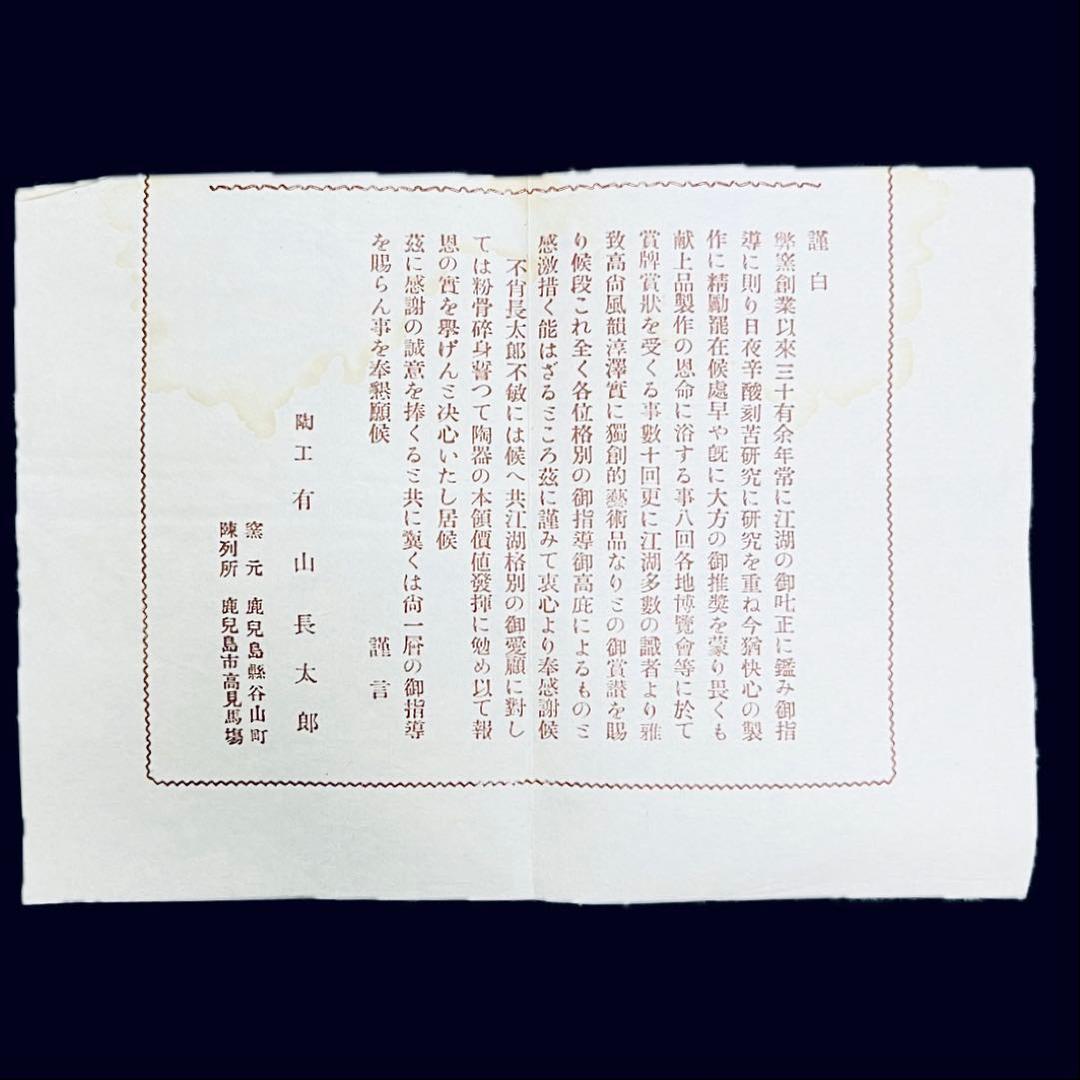 謹白
弊窯創業以來三十有余年常に江湖の御叱正に鑑み御指
導に則り日夜辛酸刻苦研究に研究を重ね今猶快心の製
作に精勵罷在候處早や旣に大方の御推奬を蒙り畏くも
献上品製作の恩命に浴する事八回各地博覽會等に於て
賞牌賞狀を受くる事數十回更に江湖多數の識者より雅
致高尙風韻淳澤實に獨創的藝術品なりとの御賞讃を賜
り候段これ全く各位格別の御指導御高庇によるものと
感激措く能はざるところ茲に謹みて衷心より奉感謝候
不肖長太郎不敏には候へ共江湖格別の御愛顧に對し
ては粉骨碎身誓つて陶器の本領價値發揮に勉め以て報
恩の實を擧げんと决心いたし居候
茲に感謝の誠意を捧くると共に冀くは尙一層の御指導
を賜らん事を奉懇願候
謹言
陶工 有山長太郎
窯元 鹿兒島縣谷山町
陳列所 鹿兒島市高見馬塲